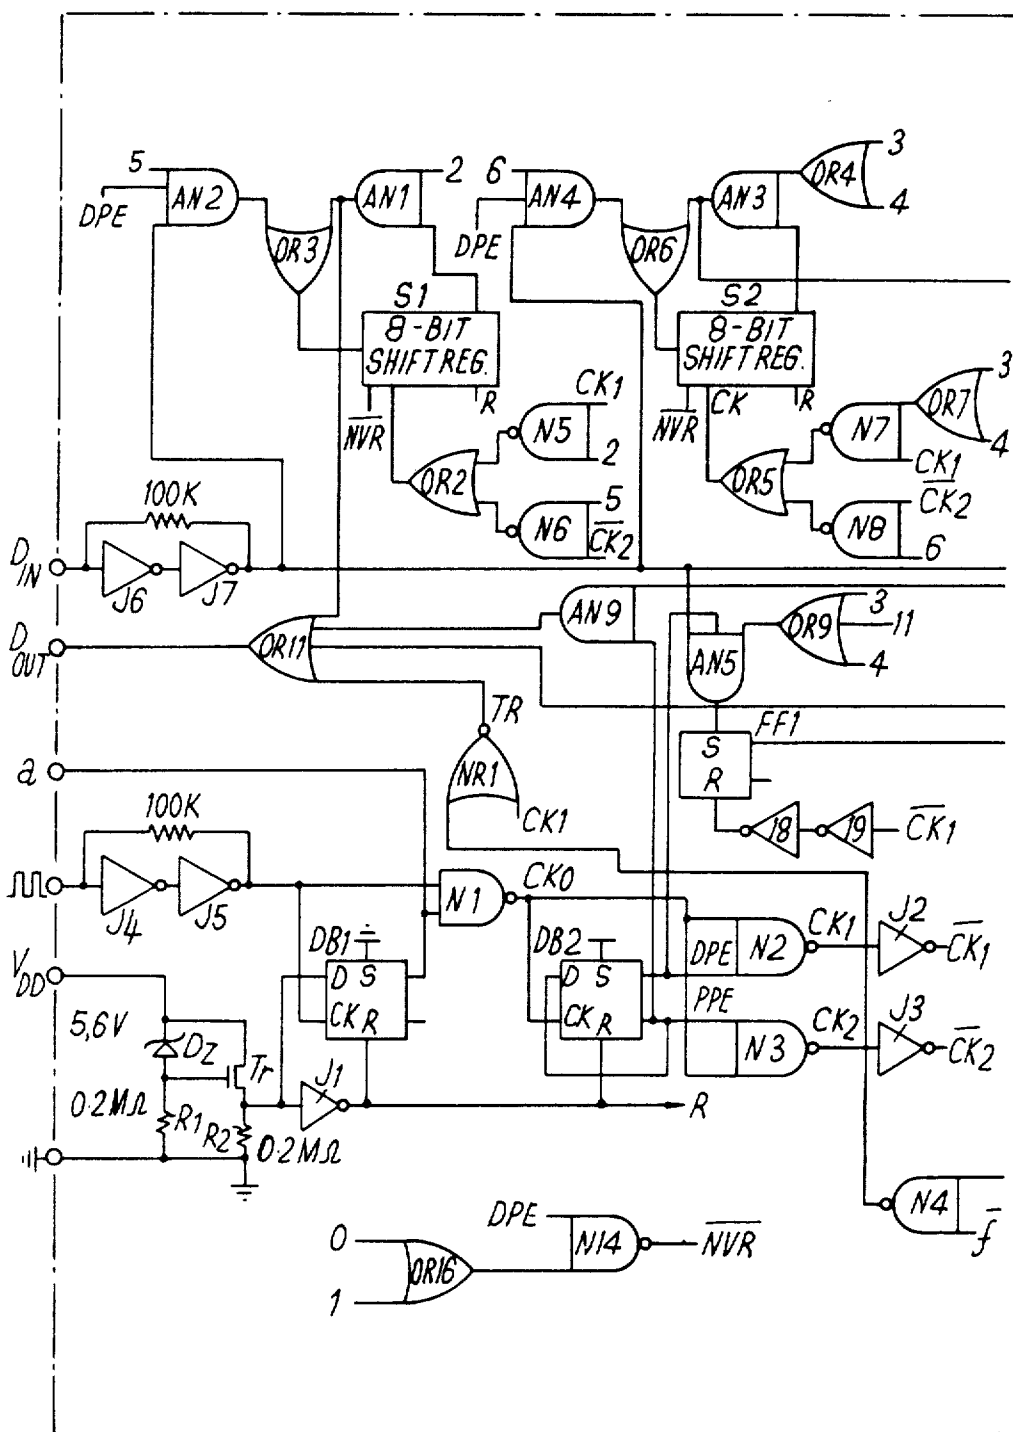 5
DPE
AN2
OR3
AN1
2
6
DPE
AN4
OR6
AN3
OR4
3
4
S1
8-BIT
SHIFT REG.
NVR
R
CK1
N5
2
OR2
N6
5
CK2
S2
8-BIT
SHIFT REG.
NVR
CK
R
3
OR7
4
N7
CK1
OR5
CK2
N8
6
100K
DIN
J6
J7
DOUT
OR11
AN9
AN5
OR9
3
11
4
TR
NR1
CK1
FF1
S
R
18
19
CK1
a
100K
J4
J5
N1
CK0
DB1
D S
CK R
DB2
D S
CK R
DPE
N2
CK1
J2
CK1
PPE
N3
CK2
J3
CK2
VDD
5,6V
DZ
Tr
J1
R
0.2MΩ
R1
R2
0.2MΩ
N4
f
0
1
OR16
DPE
N14
NVR